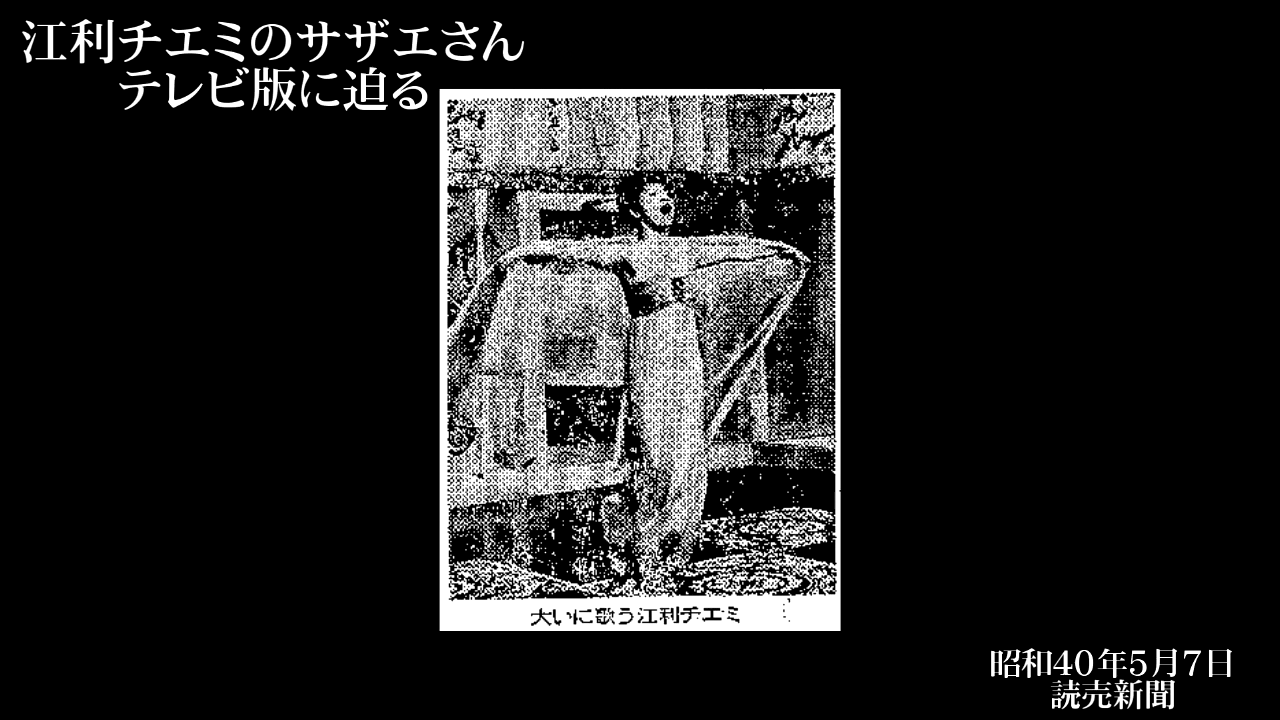 江利チエミのサザエさん
テレビ版に迫る
大いに歌う江利チエミ
昭和40年5月7日
読売新聞